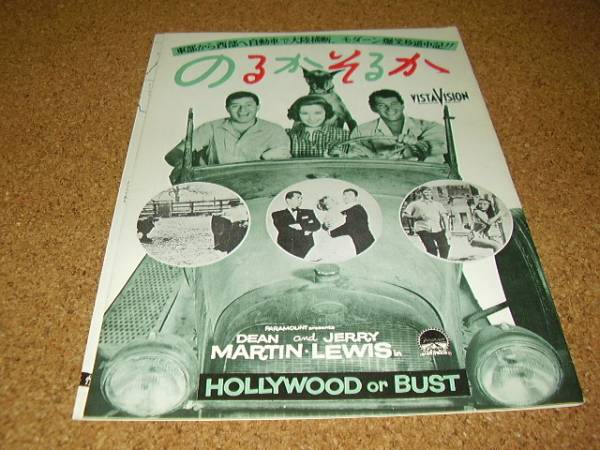 東部から西部へ自動車で大陸横断、モダーン爆笑珍道中記!!
のるかそるか
VISTAVISION
PARAMOUNT presents
DEAN and JERRY
MARTIN · LEWIS in
HOLLYWOOD or BUST